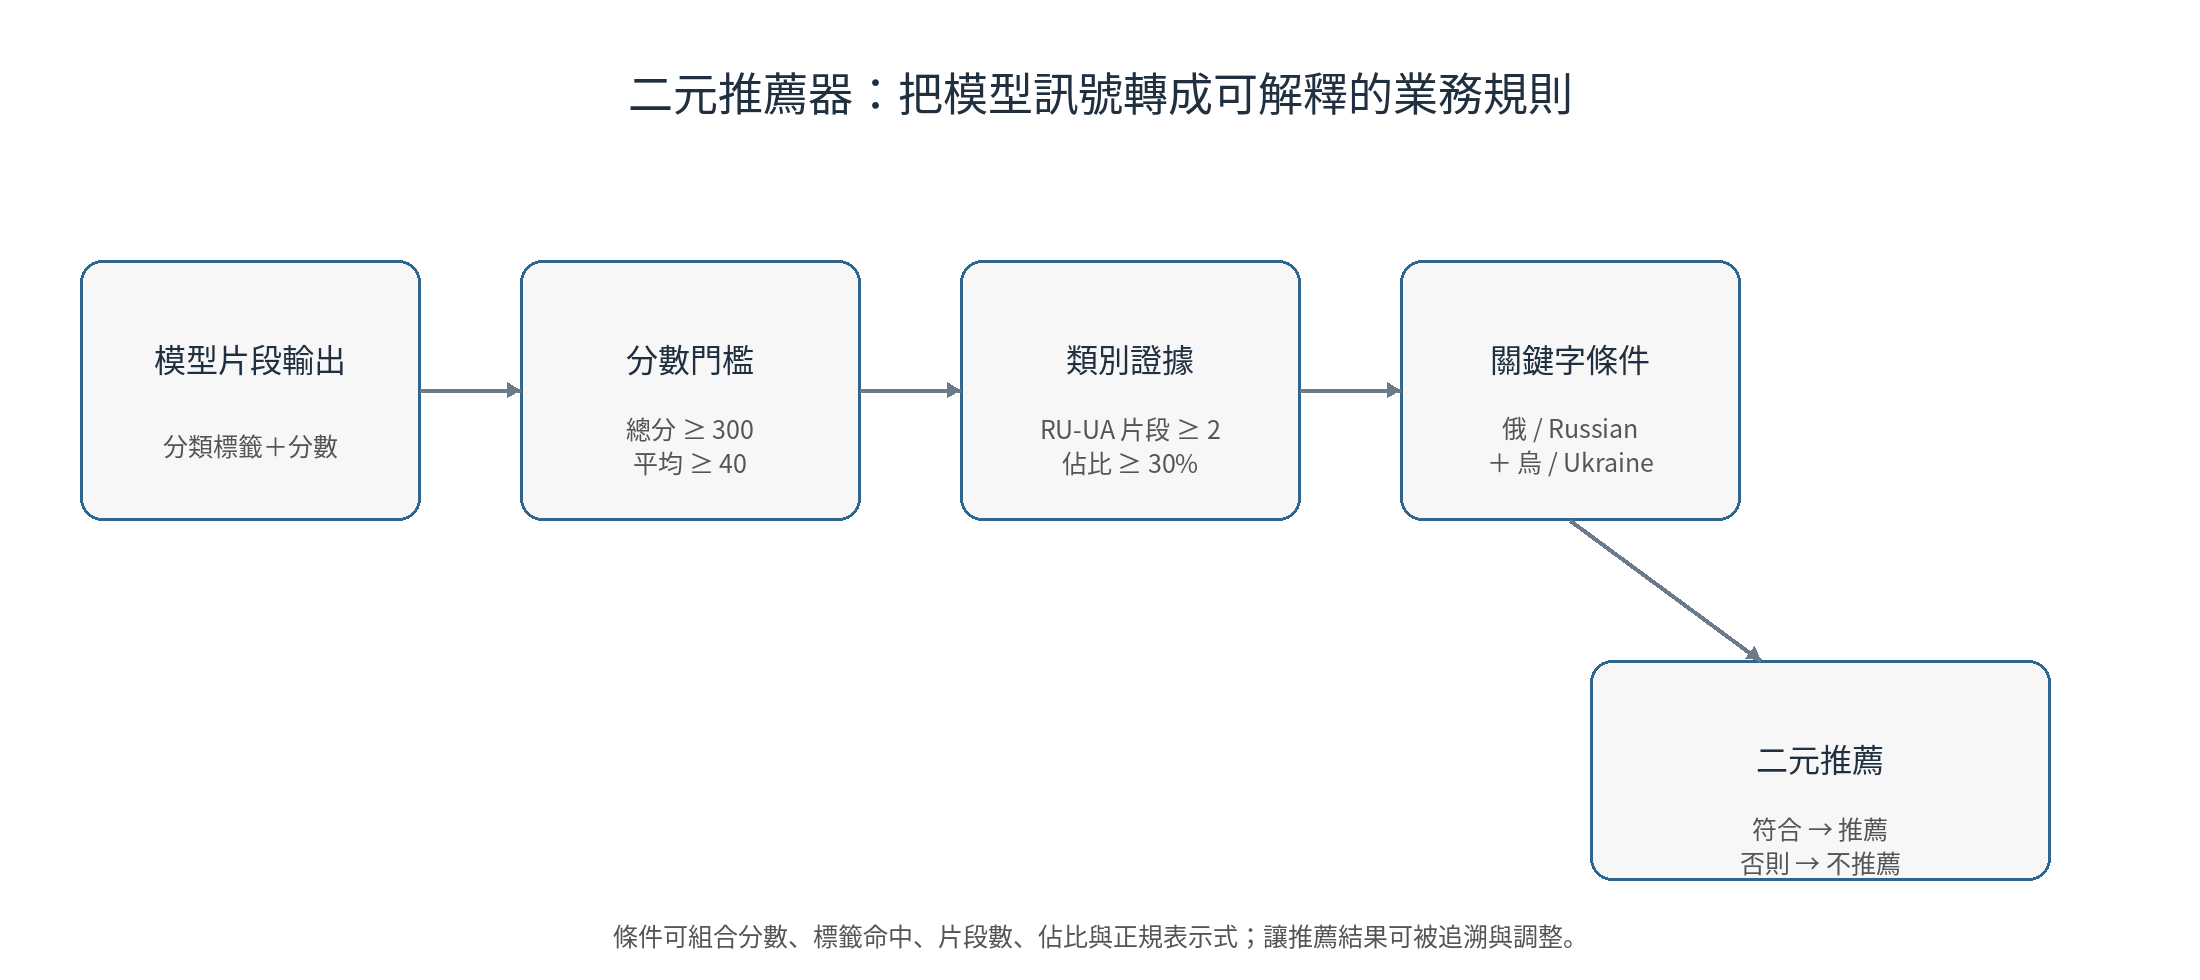 二元推薦器：把模型訊號轉成可解釋的業務規則
模型片段輸出
分類標籤＋分數
分數門檻
總分 ≥ 300
平均 ≥ 40
類別證據
RU-UA 片段 ≥ 2
佔比 ≥ 30%
關鍵字條件
俄 / Russian
＋ 烏 / Ukraine
二元推薦
符合 → 推薦
否則 → 不推薦
條件可組合分數、標籤命中、片段數、佔比與正規表示式；讓推薦結果可被追溯與調整。